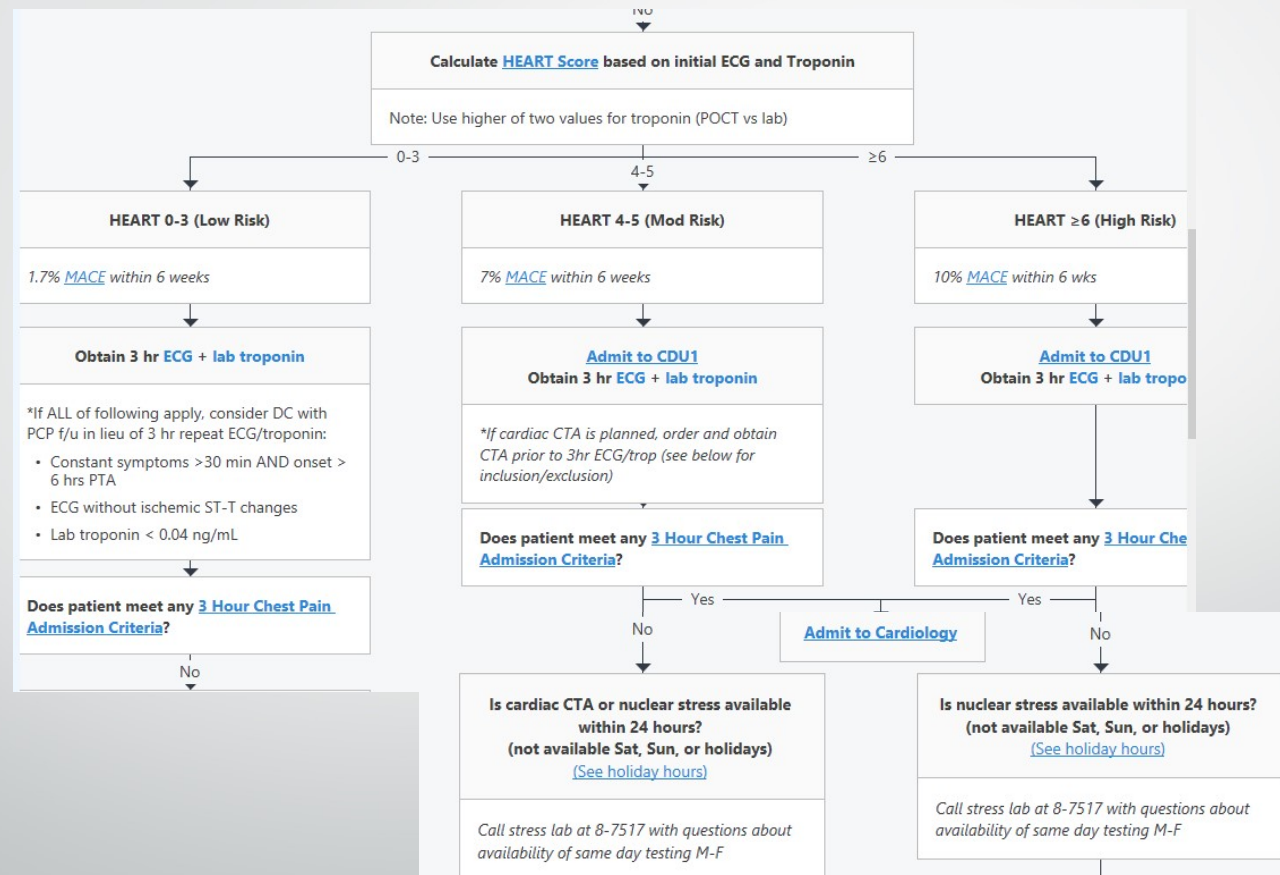 No
Calculate HEART Score based on initial ECG and Troponin
Note: Use higher of two values for troponin (POCT vs lab)
0-3
4-5
≥6
HEART 0-3 (Low Risk)
1.7% MACE within 6 weeks
Obtain 3 hr ECG + lab troponin
*If ALL of following apply, consider DC with
PCP f/u in lieu of 3 hr repeat ECG/troponin:
• Constant symptoms >30 min AND onset >
6 hrs PTA
• ECG without ischemic ST-T changes
• Lab troponin < 0.04 ng/mL
Does patient meet any 3 Hour Chest Pain
Admission Criteria?
No
HEART 4-5 (Mod Risk)
7% MACE within 6 weeks
Admit to CDU1
Obtain 3 hr ECG + lab troponin
*If cardiac CTA is planned, order and obtain
CTA prior to 3hr ECG/trop (see below for
inclusion/exclusion)
Does patient meet any 3 Hour Chest Pain
Admission Criteria?
Yes
No
Is cardiac CTA or nuclear stress available
within 24 hours?
(not available Sat, Sun, or holidays)
(See holiday hours)
Call stress lab at 8-7517 with questions about
availability of same day testing M-F
HEART ≥6 (High Risk)
10% MACE within 6 wks
Admit to CDU1
Obtain 3 hr ECG + lab tropo
Does patient meet any 3 Hour Che
Admission Criteria?
Yes
Admit to Cardiology
No
Is nuclear stress available within 24 hours?
(not available Sat, Sun, or holidays)
(See holiday hours)
Call stress lab at 8-7517 with questions about
availability of same day testing M-F